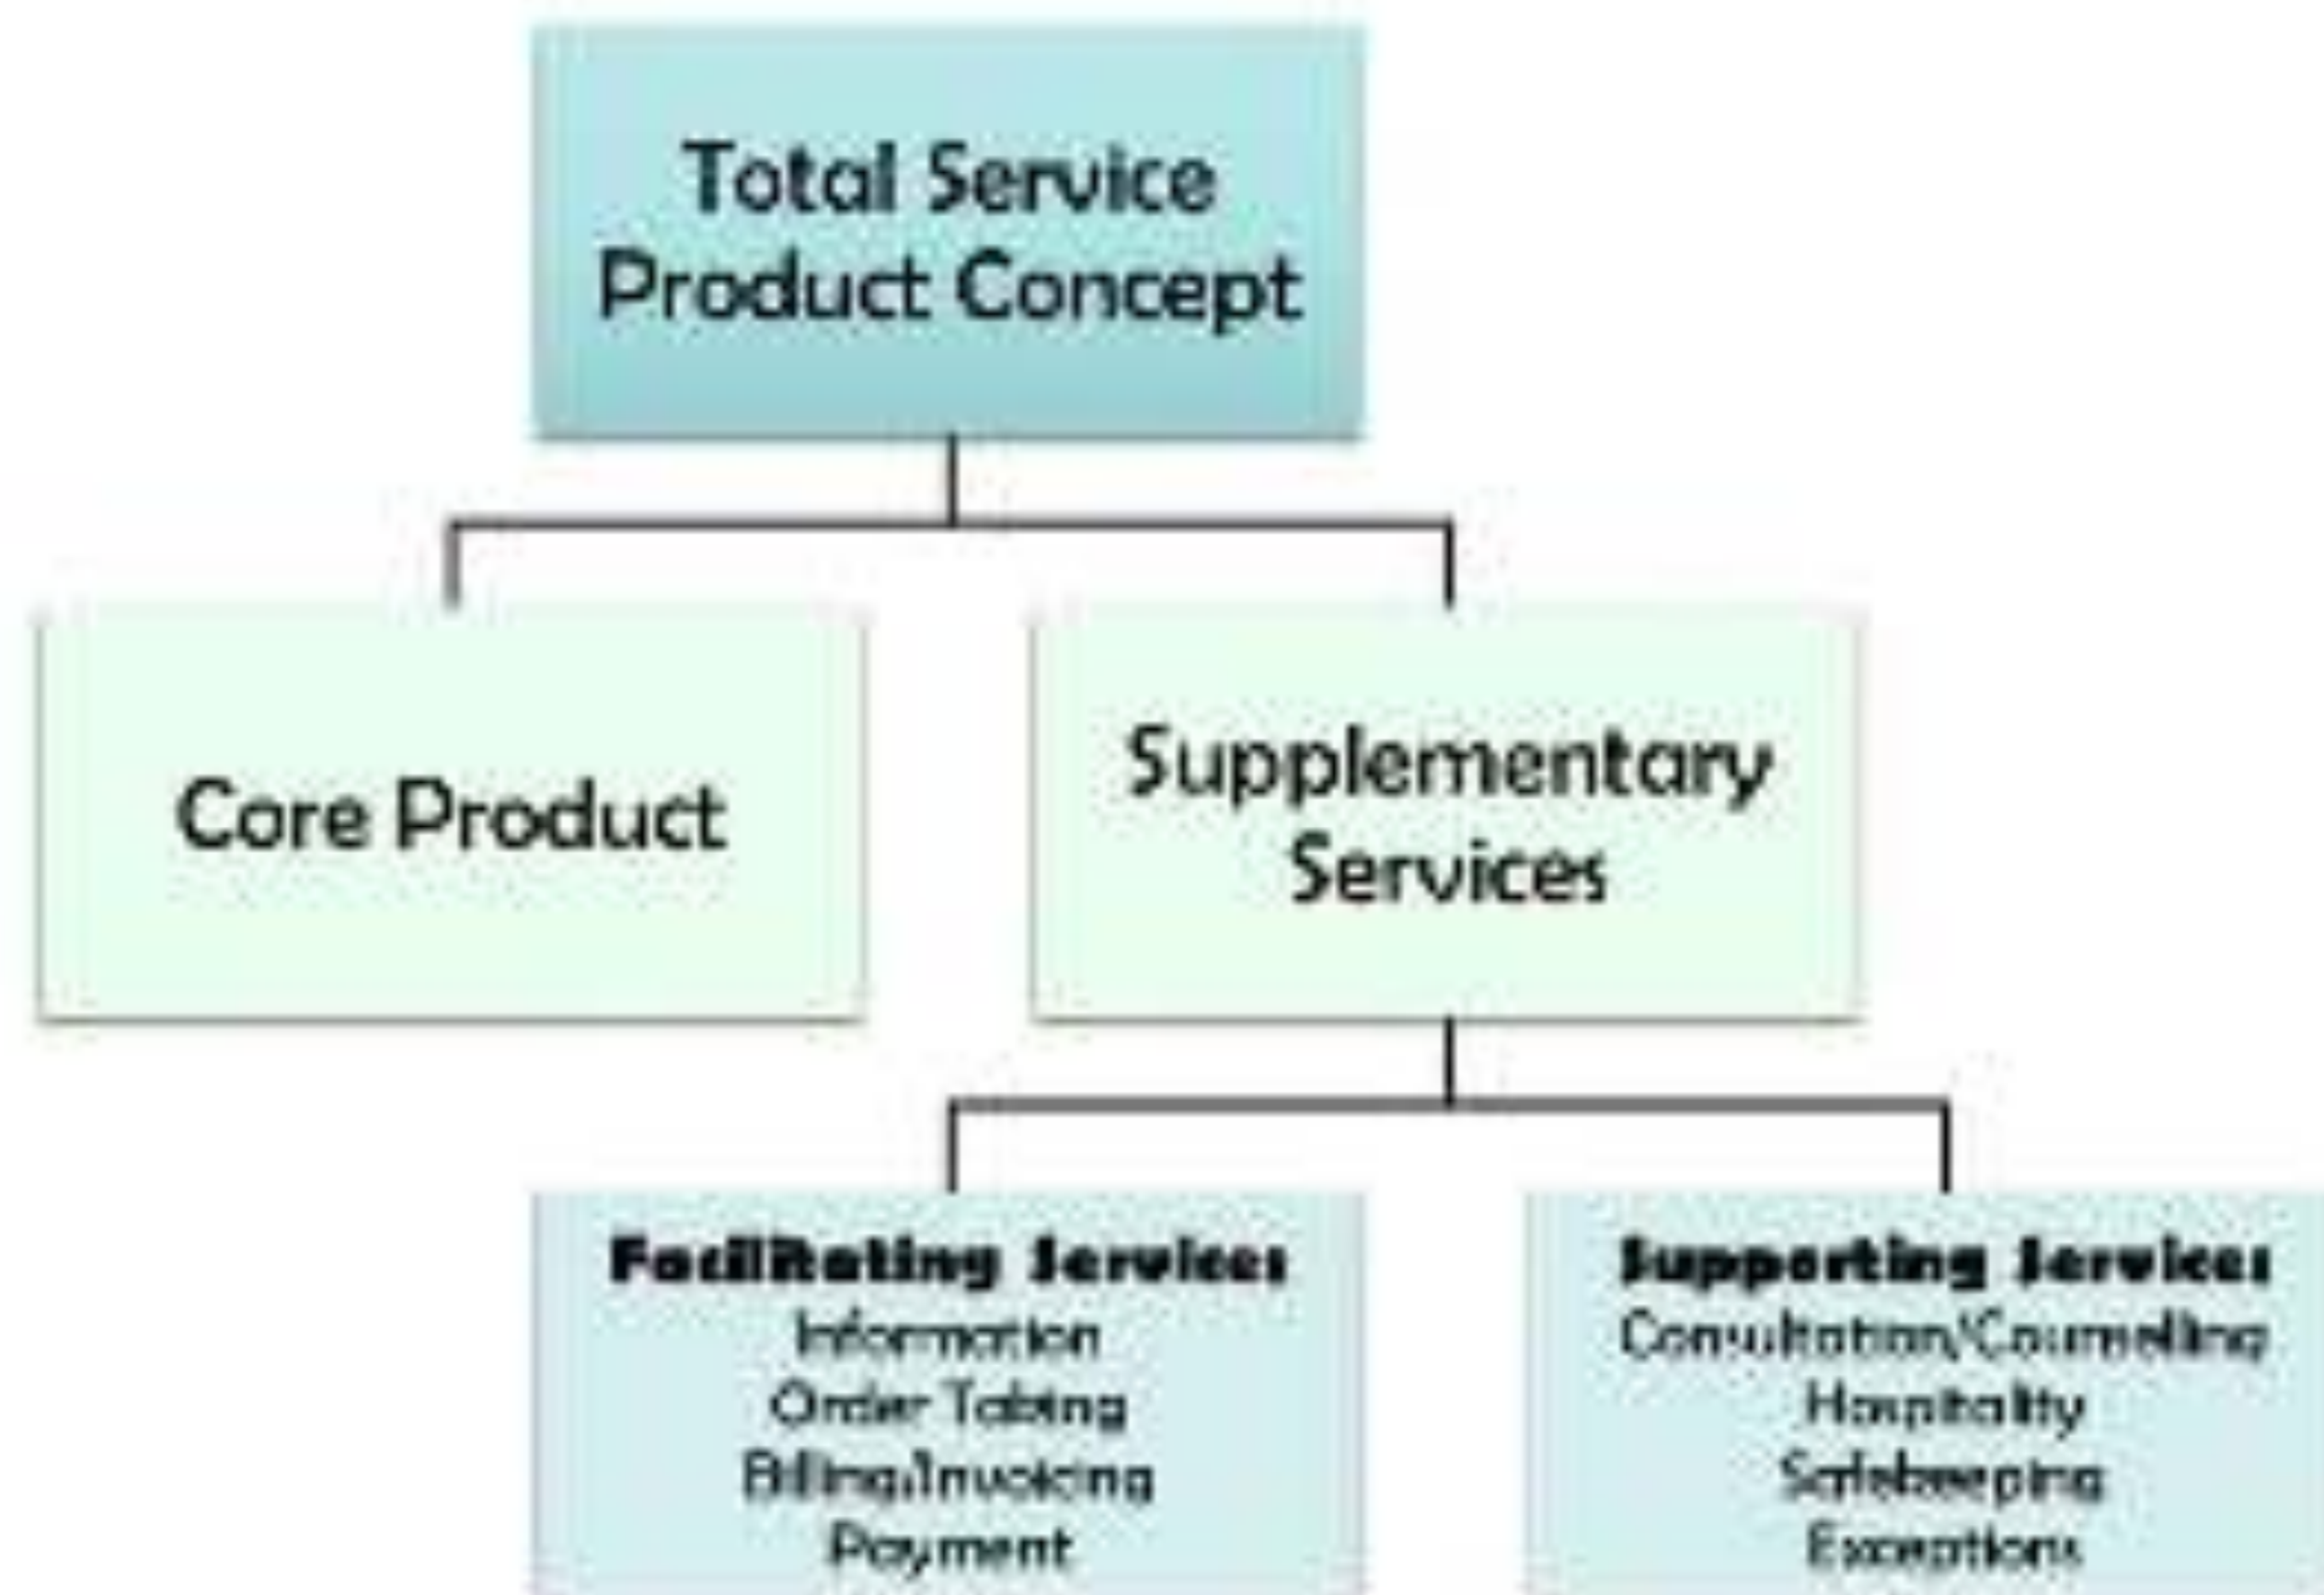 Total Service
Product Concept
Core Product
Supplementary
Services
Facilitating Services
Information
Order Taking
Billing/Invoicing
Payment
Supporting Services
Consultation/Counselling
Hospitality
Safekeeping
Exceptions